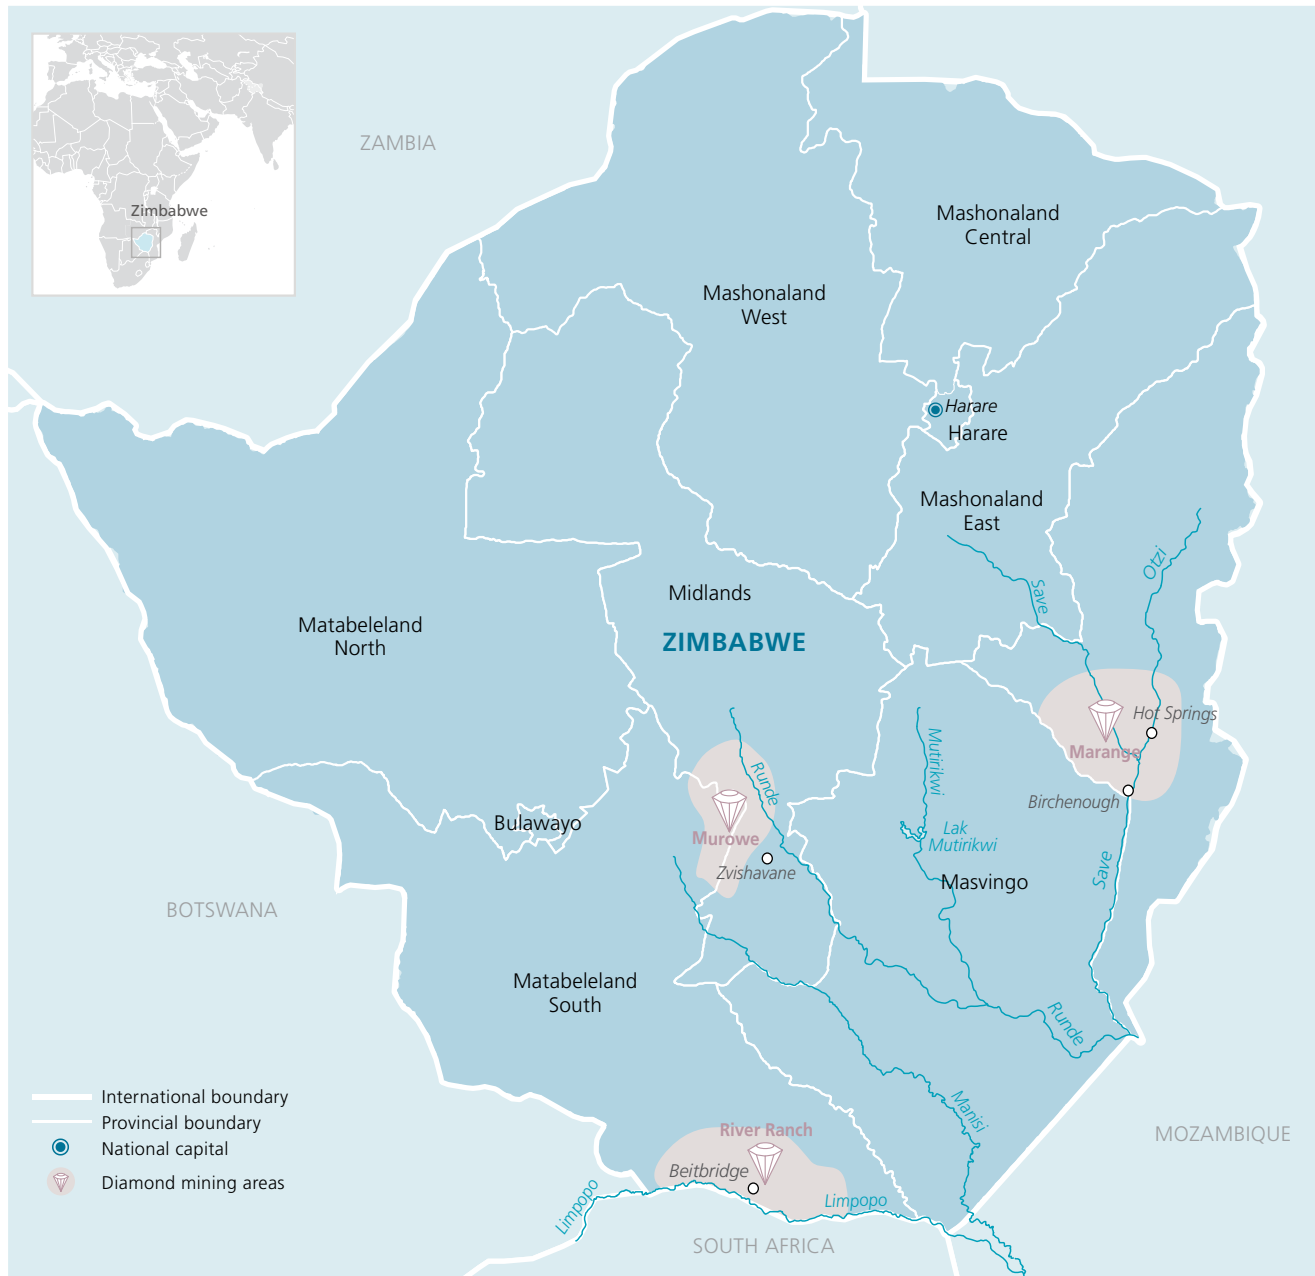 ZAMBIA
Zimbabwe
Mashonaland
Central
Mashonaland
West
Harare
Harare
Mashonaland
East
Otzi
Save
Midlands
Matabeleland
North
ZIMBABWE
Hot Springs
Marange
Mutirikwi
Runde
Birchenough
Bulawayo
Murowe
Lak
Mutirikwi
Zvishavane
Save
Masvingo
BOTSWANA
Matabeleland
South
Runde
International boundary
Provincial boundary
National capital
Diamond mining areas
Manisi
MOZAMBIQUE
River Ranch
Beitbridge
Limpopo
Limpopo
SOUTH AFRICA